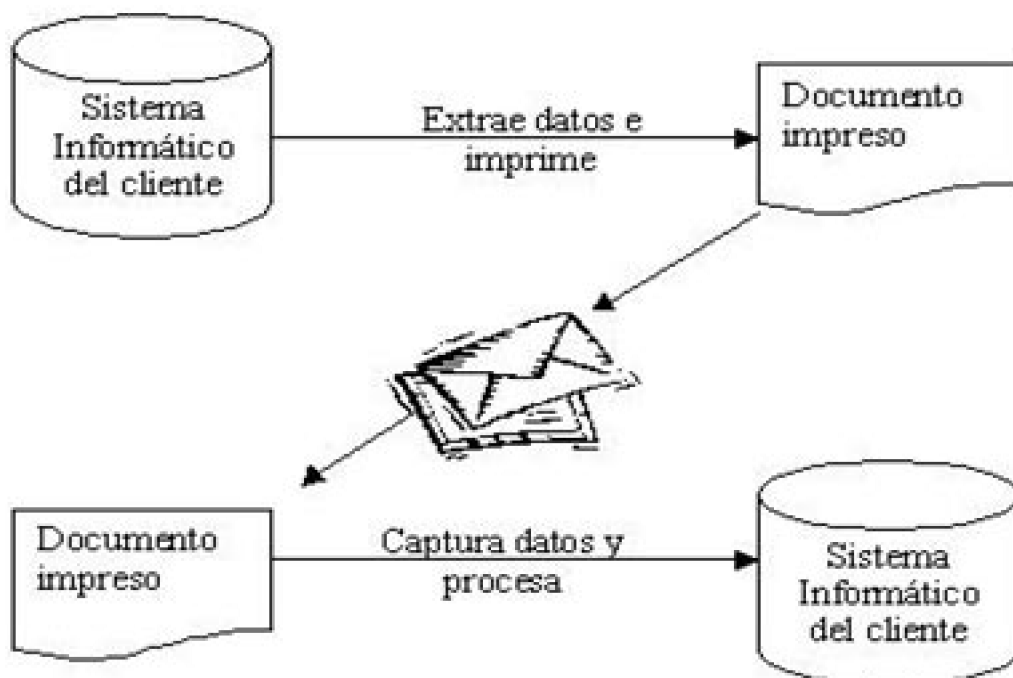 Sistema
Informático
del cliente
Extrae datos e
imprime
Documento
impreso
Documento
impreso
Captura datos y
procesa
Sistema
Informático
del cliente